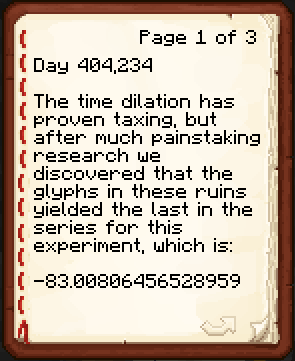 Page 1 of 3
Day 404,234
The time dilation has
proven taxing, but
after much painstaking
research we
discovered that the
glyphs in these ruins
yielded the last in the
series for this
experiment, which is:
-83.00806456528959